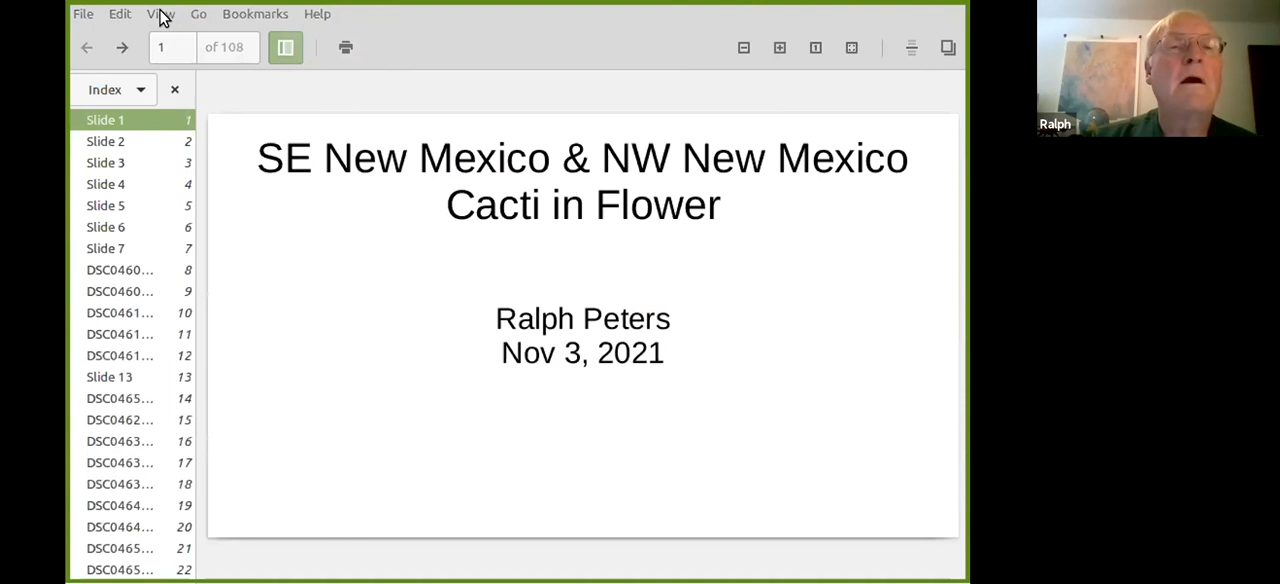 File Edit View Go Bookmarks Help
1 of 108
Index
Slide 1 1
Slide 2 2
Slide 3 3
Slide 4 4
Slide 5 5
Slide 6 6
Slide 7 7
DSC0460... 8
DSC0460... 9
DSC0461... 10
DSC0461... 11
DSC0461... 12
Slide 13 13
DSC0465... 14
DSC0462... 15
DSC0463... 16
DSC0463... 17
DSC0463... 18
DSC0464... 19
DSC0464... 20
DSC0465... 21
DSC0465... 22
SE New Mexico & NW New Mexico
Cacti in Flower
Ralph Peters
Nov 3, 2021
Ralph